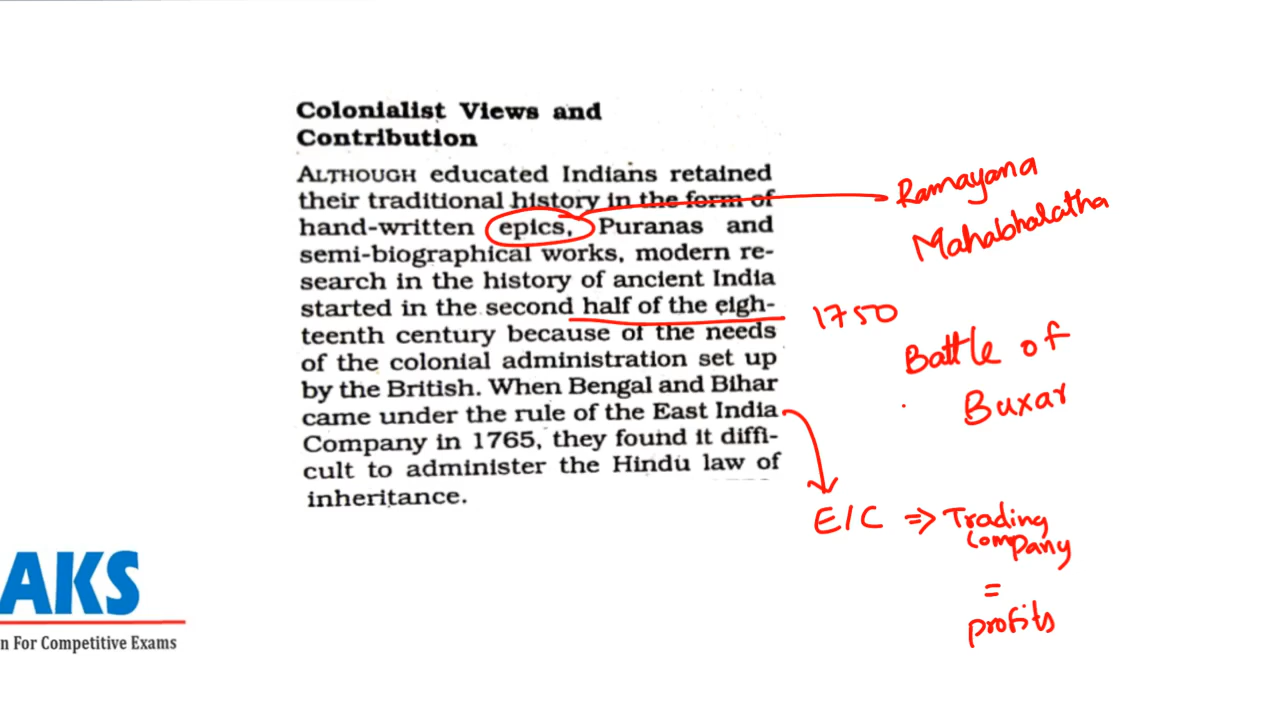 Colonialist Views and
Contribution
ALTHOUGH educated Indians retained
their traditional history in the form of
hand-written epics, Puranas and
semi-biographical works, modern re-
search in the history of ancient India
started in the second half of the eigh-
teenth century because of the needs
of the colonial administration set up
by the British. When Bengal and Bihar
came under the rule of the East India
Company in 1765, they found it diffi-
cult to administer the Hindu law of
inheritance.
Ramayana
Mahabharatha
1750
Battle of
Buxar
EIC => Trading
Company
=
profits
AKS
n For Competitive Exams